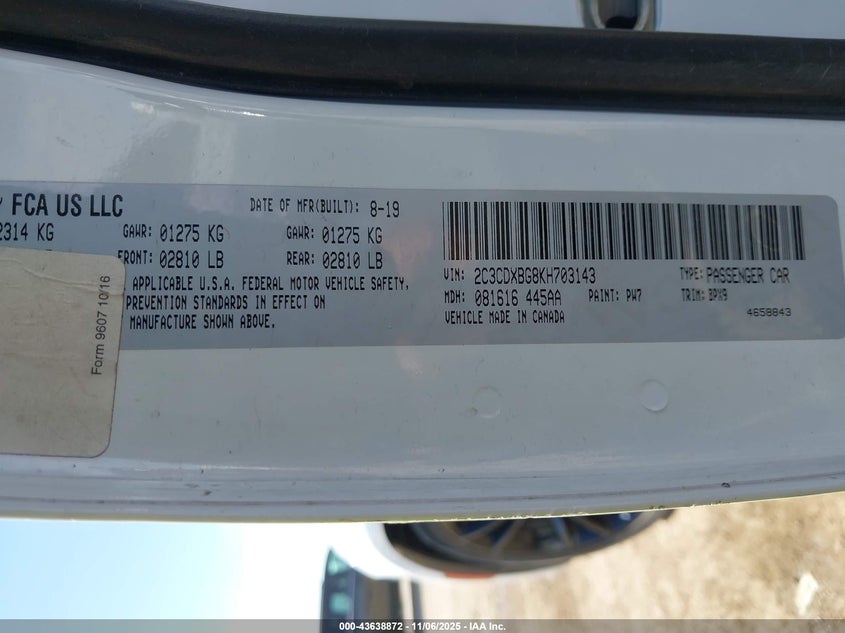 FCA US LLC
DATE OF MFR(BUILT): 8-19
2314 KG GAWR: 01275 KG GAWR: 01275 KG
FRONT: 02810 LB REAR: 02810 LB
APPLICABLE U.S.A. FEDERAL MOTOR VEHICLE SAFETY,
PREVENTION STANDARDS IN EFFECT ON
MANUFACTURE SHOWN ABOVE.
VIN: 2C3CDXBG8KH703143 TYPE: PASSENGER CAR
MDH: 081616 445AA PAINT: PW7 TRIM: BPX9
VEHICLE MADE IN CANADA 4658843
Form 9607 10/16
000-43638872 - 11/06/2025 - IAA Inc.